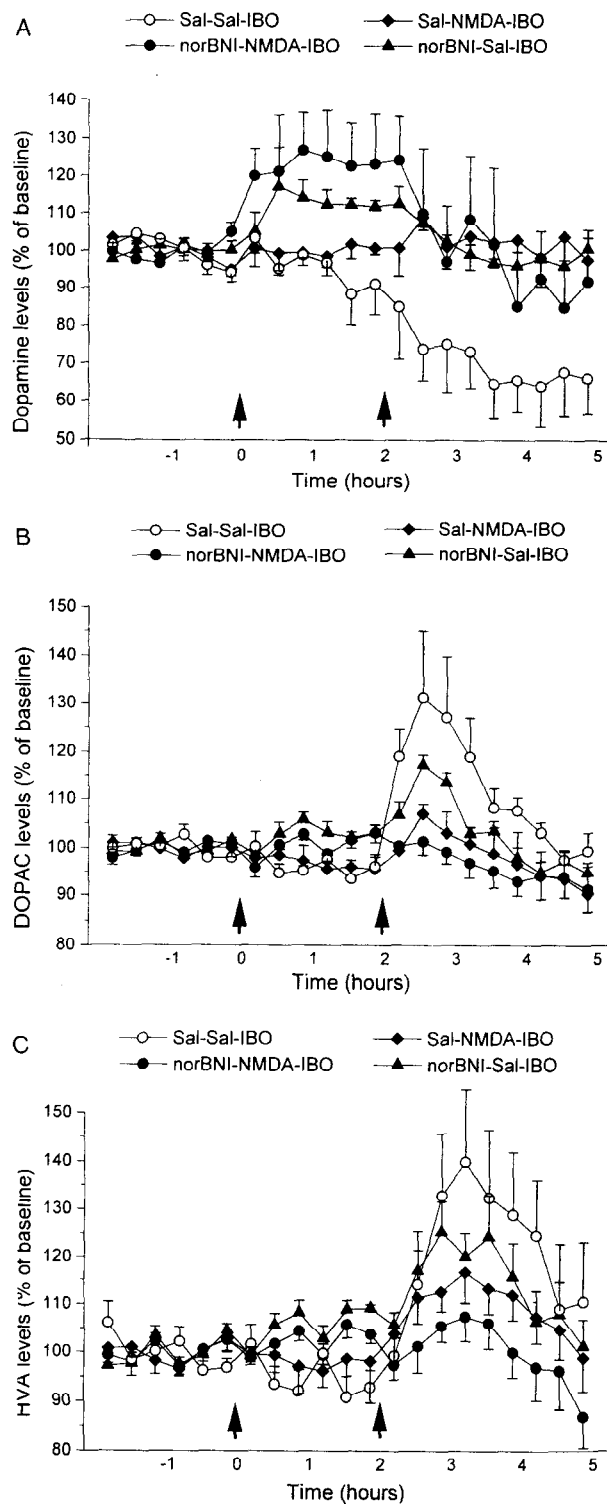 A
Sal-Sal-IBO Sal-NMDA-IBO
norBNI-NMDA-IBO norBNI-Sal-IBO
Dopamine levels (% of baseline)
140
130
120
110
100
90
80
70
60
50
-1 0 1 2 3 4 5
Time (hours)
B
Sal-Sal-IBO Sal-NMDA-IBO
norBNI-NMDA-IBO norBNI-Sal-IBO
DOPAC levels (% of baseline)
150
140
130
120
110
100
90
80
-1 0 1 2 3 4 5
Time (hours)
C
Sal-Sal-IBO Sal-NMDA-IBO
norBNI-NMDA-IBO norBNI-Sal-IBO
HVA levels (% of baseline)
150
140
130
120
110
100
90
80
-1 0 1 2 3 4 5
Time (hours)